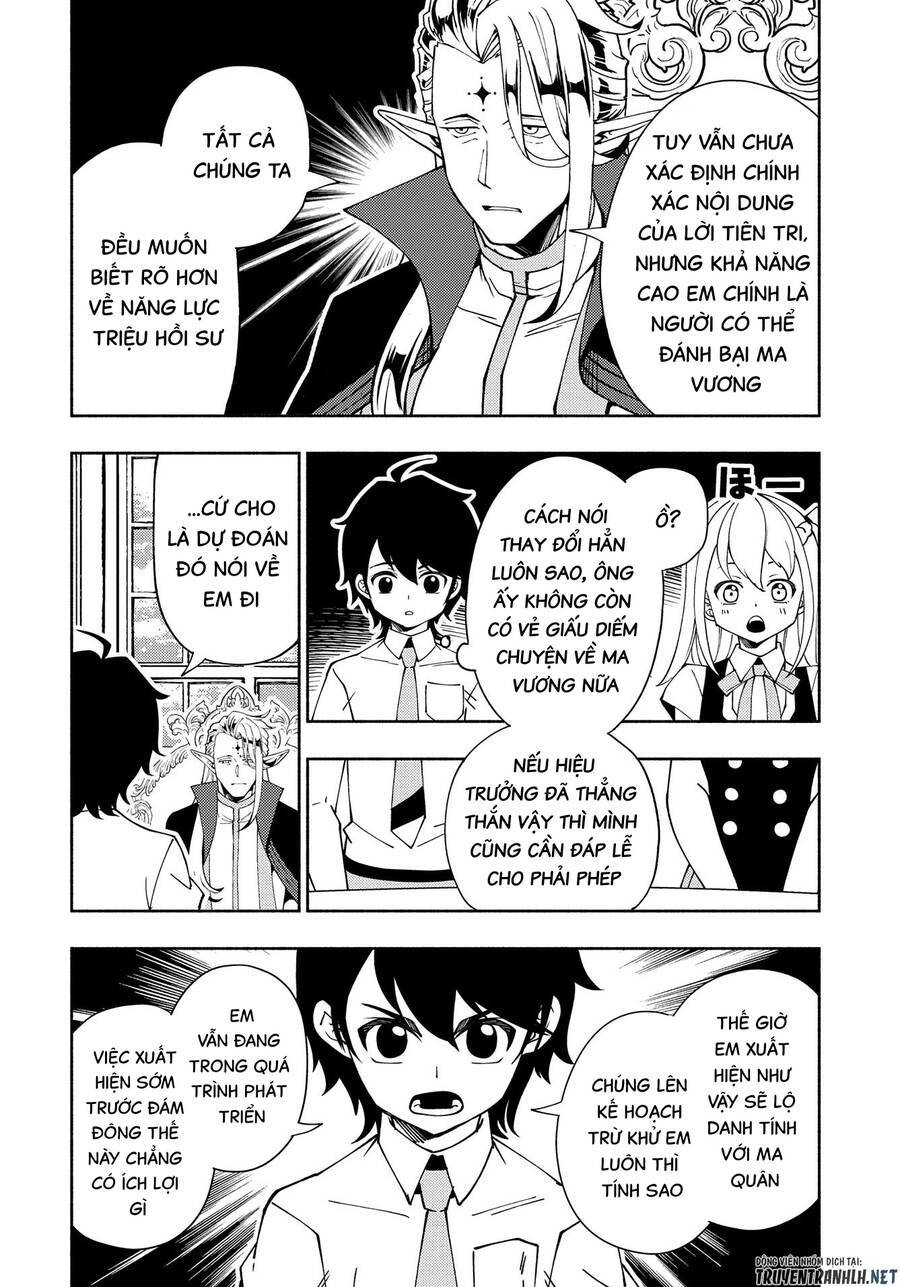 TUY VẪN CHƯA
XÁC ĐỊNH CHÍNH
XÁC NỘI DUNG
CỦA LỜI TIÊN TRI,
NHƯNG KHẢ NĂNG
CAO EM CHÍNH LÀ
NGƯỜI CÓ THỂ
ĐÁNH BẠI MA
VƯƠNG
TẤT CẢ
CHÚNG TA
ĐỀU MUỐN
BIẾT RÕ HƠN
VỀ NĂNG LỰC
TRIỆU HỒI SƯ
ほー
Ồ?
CÁCH NÓI
THAY ĐỔI HẲN
LUÔN SAO, ÔNG
ẤY KHÔNG CÒN
CÓ VẺ GIẤU DIẾM
CHUYỆN VỀ MA
VƯƠNG NỮA
NẾU HIỆU
TRƯỞNG ĐÃ THẲNG
THẮN VẬY THÌ MÌNH
CŨNG CẦN ĐÁP LỄ
CHO PHẢI PHÉP
...CỨ CHO
LÀ DỰ ĐOÁN
ĐÓ NÓI VỀ
EM ĐI
THẾ GIỜ
EM XUẤT
HIỆN NHƯ
VẬY SẼ LỘ
DANH TÍNH
VỚI MA
QUÂN
CHÚNG LÊN
KẾ HOẠCH
TRỪ KHỬ EM
LUÔN THÌ
TÍNH SAO
EM
VẪN ĐANG
TRONG QUÁ
TRÌNH PHÁT
TRIỂN
VIỆC XUẤT
HIỆN SỚM
TRƯỚC ĐÁM
ĐÔNG THẾ
NÀY CHẲNG
CÓ ÍCH LỢI
GÌ
ĐỘNG VIÊN NHÓM DỊCH TẠI:
TRUYENTRANHLH.NET